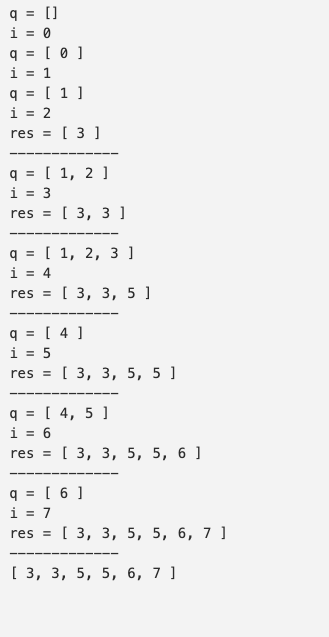 q = []
i = 0
q = [ 0 ]
i = 1
q = [ 1 ]
i = 2
res = [ 3 ]
—————————————
q = [ 1, 2 ]
i = 3
res = [ 3, 3 ]
—————————————
q = [ 1, 2, 3 ]
i = 4
res = [ 3, 3, 5 ]
—————————————
q = [ 4 ]
i = 5
res = [ 3, 3, 5, 5 ]
—————————————
q = [ 4, 5 ]
i = 6
res = [ 3, 3, 5, 5, 6 ]
—————————————
q = [ 6 ]
i = 7
res = [ 3, 3, 5, 5, 6, 7 ]
—————————————
[ 3, 3, 5, 5, 6, 7 ]